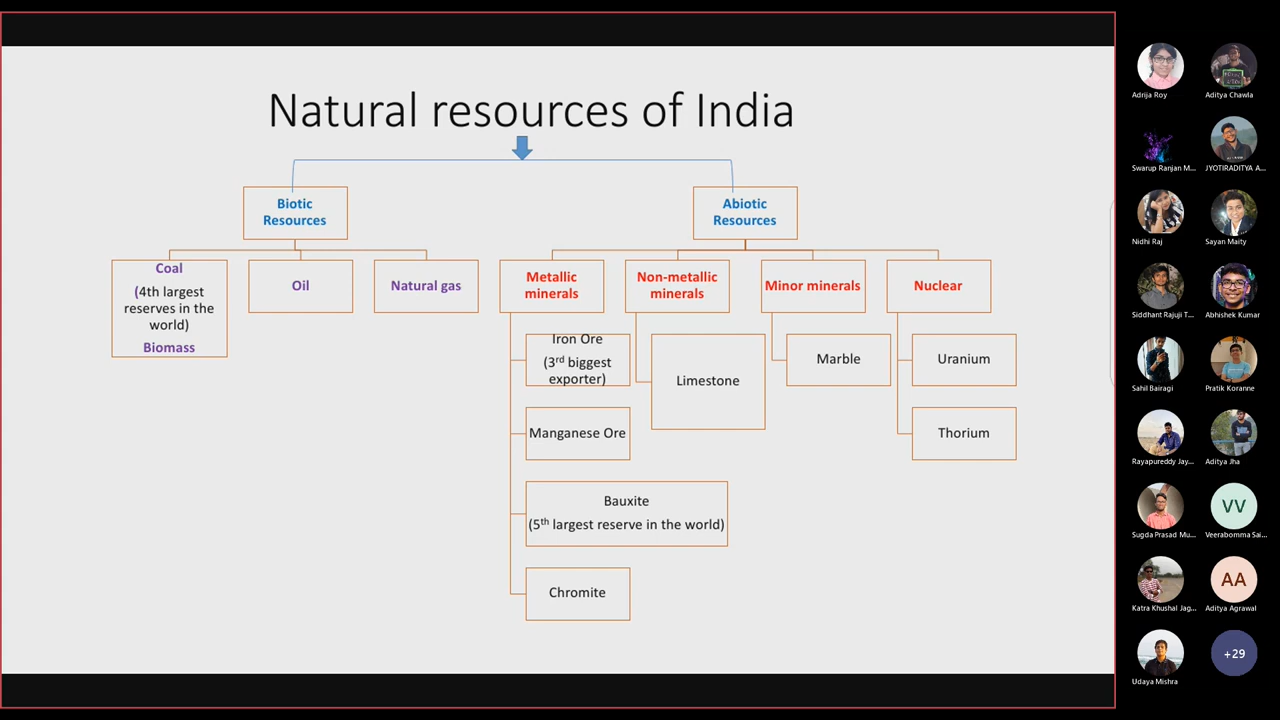 Natural resources of India
Biotic
Resources
Abiotic
Resources
Coal
(4th largest
reserves in the
world)
Biomass
Oil
Natural gas
Metallic
minerals
Non-metallic
minerals
Minor minerals
Nuclear
Iron Ore
(3rd biggest
exporter)
Manganese Ore
Bauxite
(5th largest reserve in the world)
Chromite
Limestone
Marble
Uranium
Thorium
Adrija Roy
Aditya Chawla
Swarup Ranjan M...
JYOTIRADITYA A...
Nidhi Raj
Sayan Maity
Siddhant Rajuji T...
Abhishek Kumar
Sahil Bairagi
Pratik Koranne
Rayapureddy Jay...
Aditya Jha
Sugda Prasad Mu...
VV
Veerabomma Sai...
Katra Khushal Jag...
AA
Aditya Agrawal
Udaya Mishra
+29